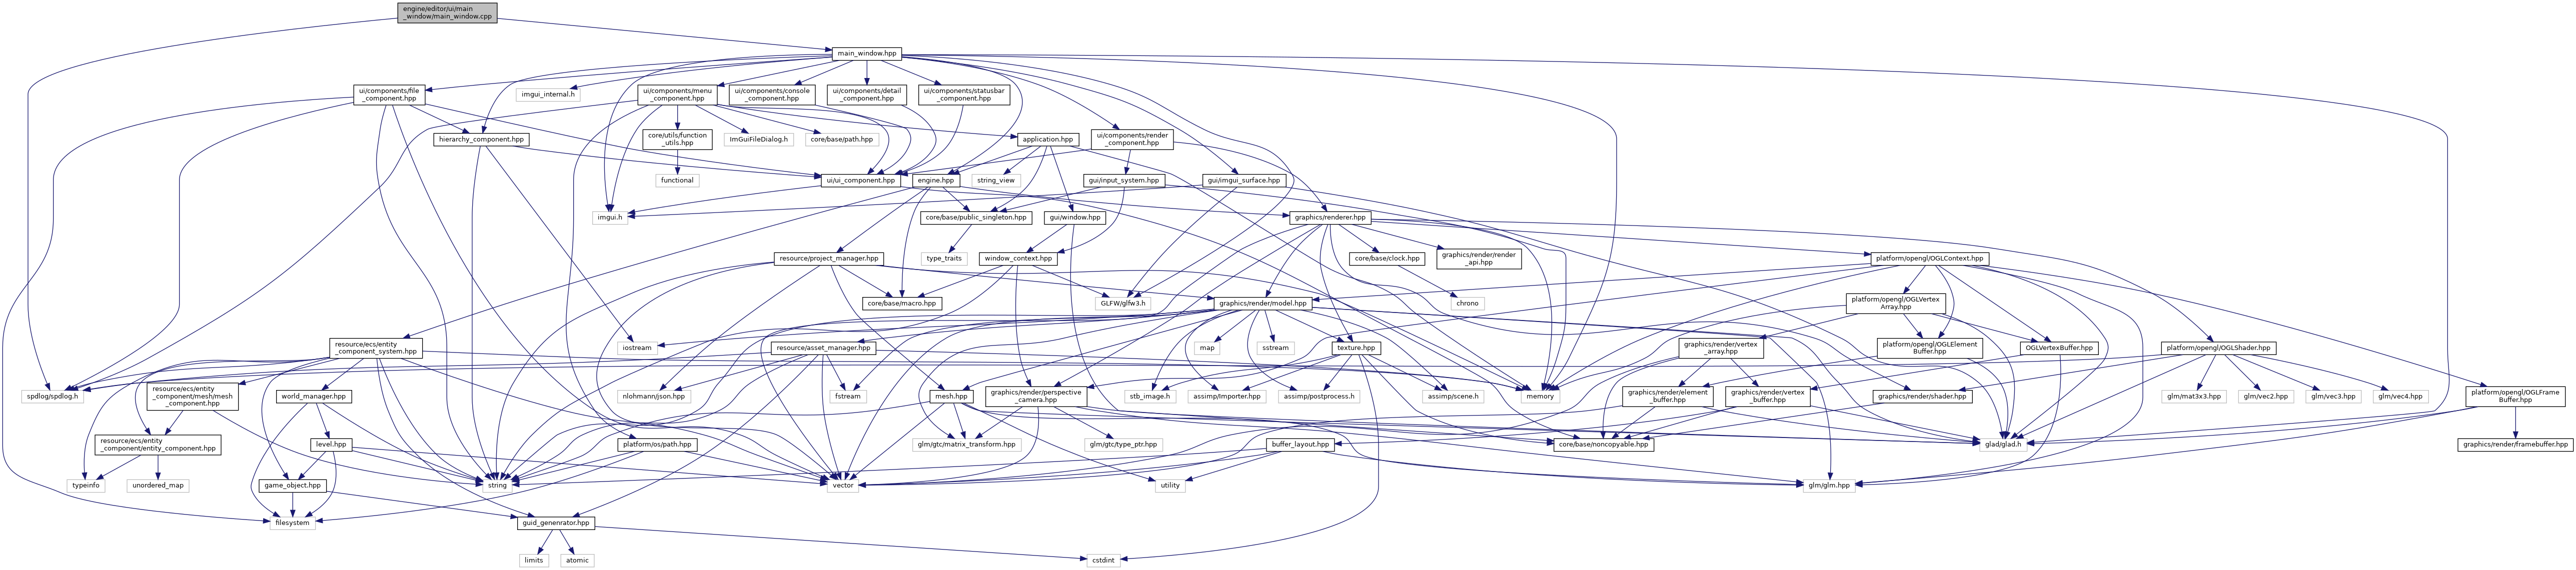 engine/editor/ui/main
_window/main_window.cpp
main_window.hpp
ui/components/file
_component.hpp
imgui_internal.h
ui/components/menu
_component.hpp
ui/components/console
_component.hpp
ui/components/detail
_component.hpp
ui/components/statusbar
_component.hpp
hierarchy_component.hpp
core/utils/function
_utils.hpp
ImGuiFileDialog.h
core/base/path.hpp
application.hpp
ui/components/render
_component.hpp
functional
ui/ui_component.hpp
engine.hpp
string_view
gui/input_system.hpp
gui/imgui_surface.hpp
imgui.h
core/base/public_singleton.hpp
gui/window.hpp
graphics/renderer.hpp
resource/project_manager.hpp
type_traits
window_context.hpp
core/base/clock.hpp
graphics/render/render
_api.hpp
platform/opengl/OGLContext.hpp
core/base/macro.hpp
GLFW/glfw3.h
graphics/render/model.hpp
chrono
platform/opengl/OGLVertex
Array.hpp
resource/ecs/entity
_component_system.hpp
iostream
resource/asset_manager.hpp
map
sstream
texture.hpp
graphics/render/vertex
_array.hpp
platform/opengl/OGLElement
Buffer.hpp
OGLVertexBuffer.hpp
platform/opengl/OGLShader.hpp
spdlog/spdlog.h
resource/ecs/entity
_component/mesh/mesh
_component.hpp
world_manager.hpp
nlohmann/json.hpp
fstream
mesh.hpp
graphics/render/perspective
_camera.hpp
stb_image.h
assimp/Importer.hpp
assimp/postprocess.h
assimp/scene.h
memory
graphics/render/element
_buffer.hpp
graphics/render/vertex
_buffer.hpp
graphics/render/shader.hpp
glm/mat3x3.hpp
glm/vec2.hpp
glm/vec3.hpp
glm/vec4.hpp
platform/opengl/OGLFrame
Buffer.hpp
resource/ecs/entity
_component/entity_component.hpp
level.hpp
platform/os/path.hpp
glm/gtc/matrix_transform.hpp
glm/gtc/type_ptr.hpp
buffer_layout.hpp
core/base/noncopyable.hpp
glad/glad.h
graphics/render/framebuffer.hpp
typeinfo
unordered_map
game_object.hpp
string
vector
utility
glm/glm.hpp
filesystem
guid_genenrator.hpp
limits
atomic
cstdint